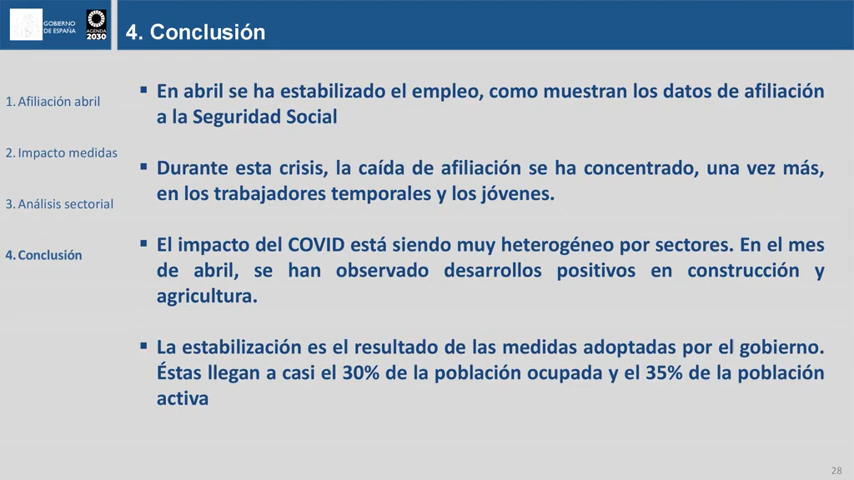 GOBIERNO
DE ESPAÑA
AGENDA
2030
4. Conclusión
1. Afiliación abril
2. Impacto medidas
3. Análisis sectorial
4. Conclusión
▪ En abril se ha estabilizado el empleo, como muestran los datos de afiliación
a la Seguridad Social
▪ Durante esta crisis, la caída de afiliación se ha concentrado, una vez más,
en los trabajadores temporales y los jóvenes.
▪ El impacto del COVID está siendo muy heterogéneo por sectores. En el mes
de abril, se han observado desarrollos positivos en construcción y
agricultura.
▪ La estabilización es el resultado de las medidas adoptadas por el gobierno.
Éstas llegan a casi el 30% de la población ocupada y el 35% de la población
activa
28